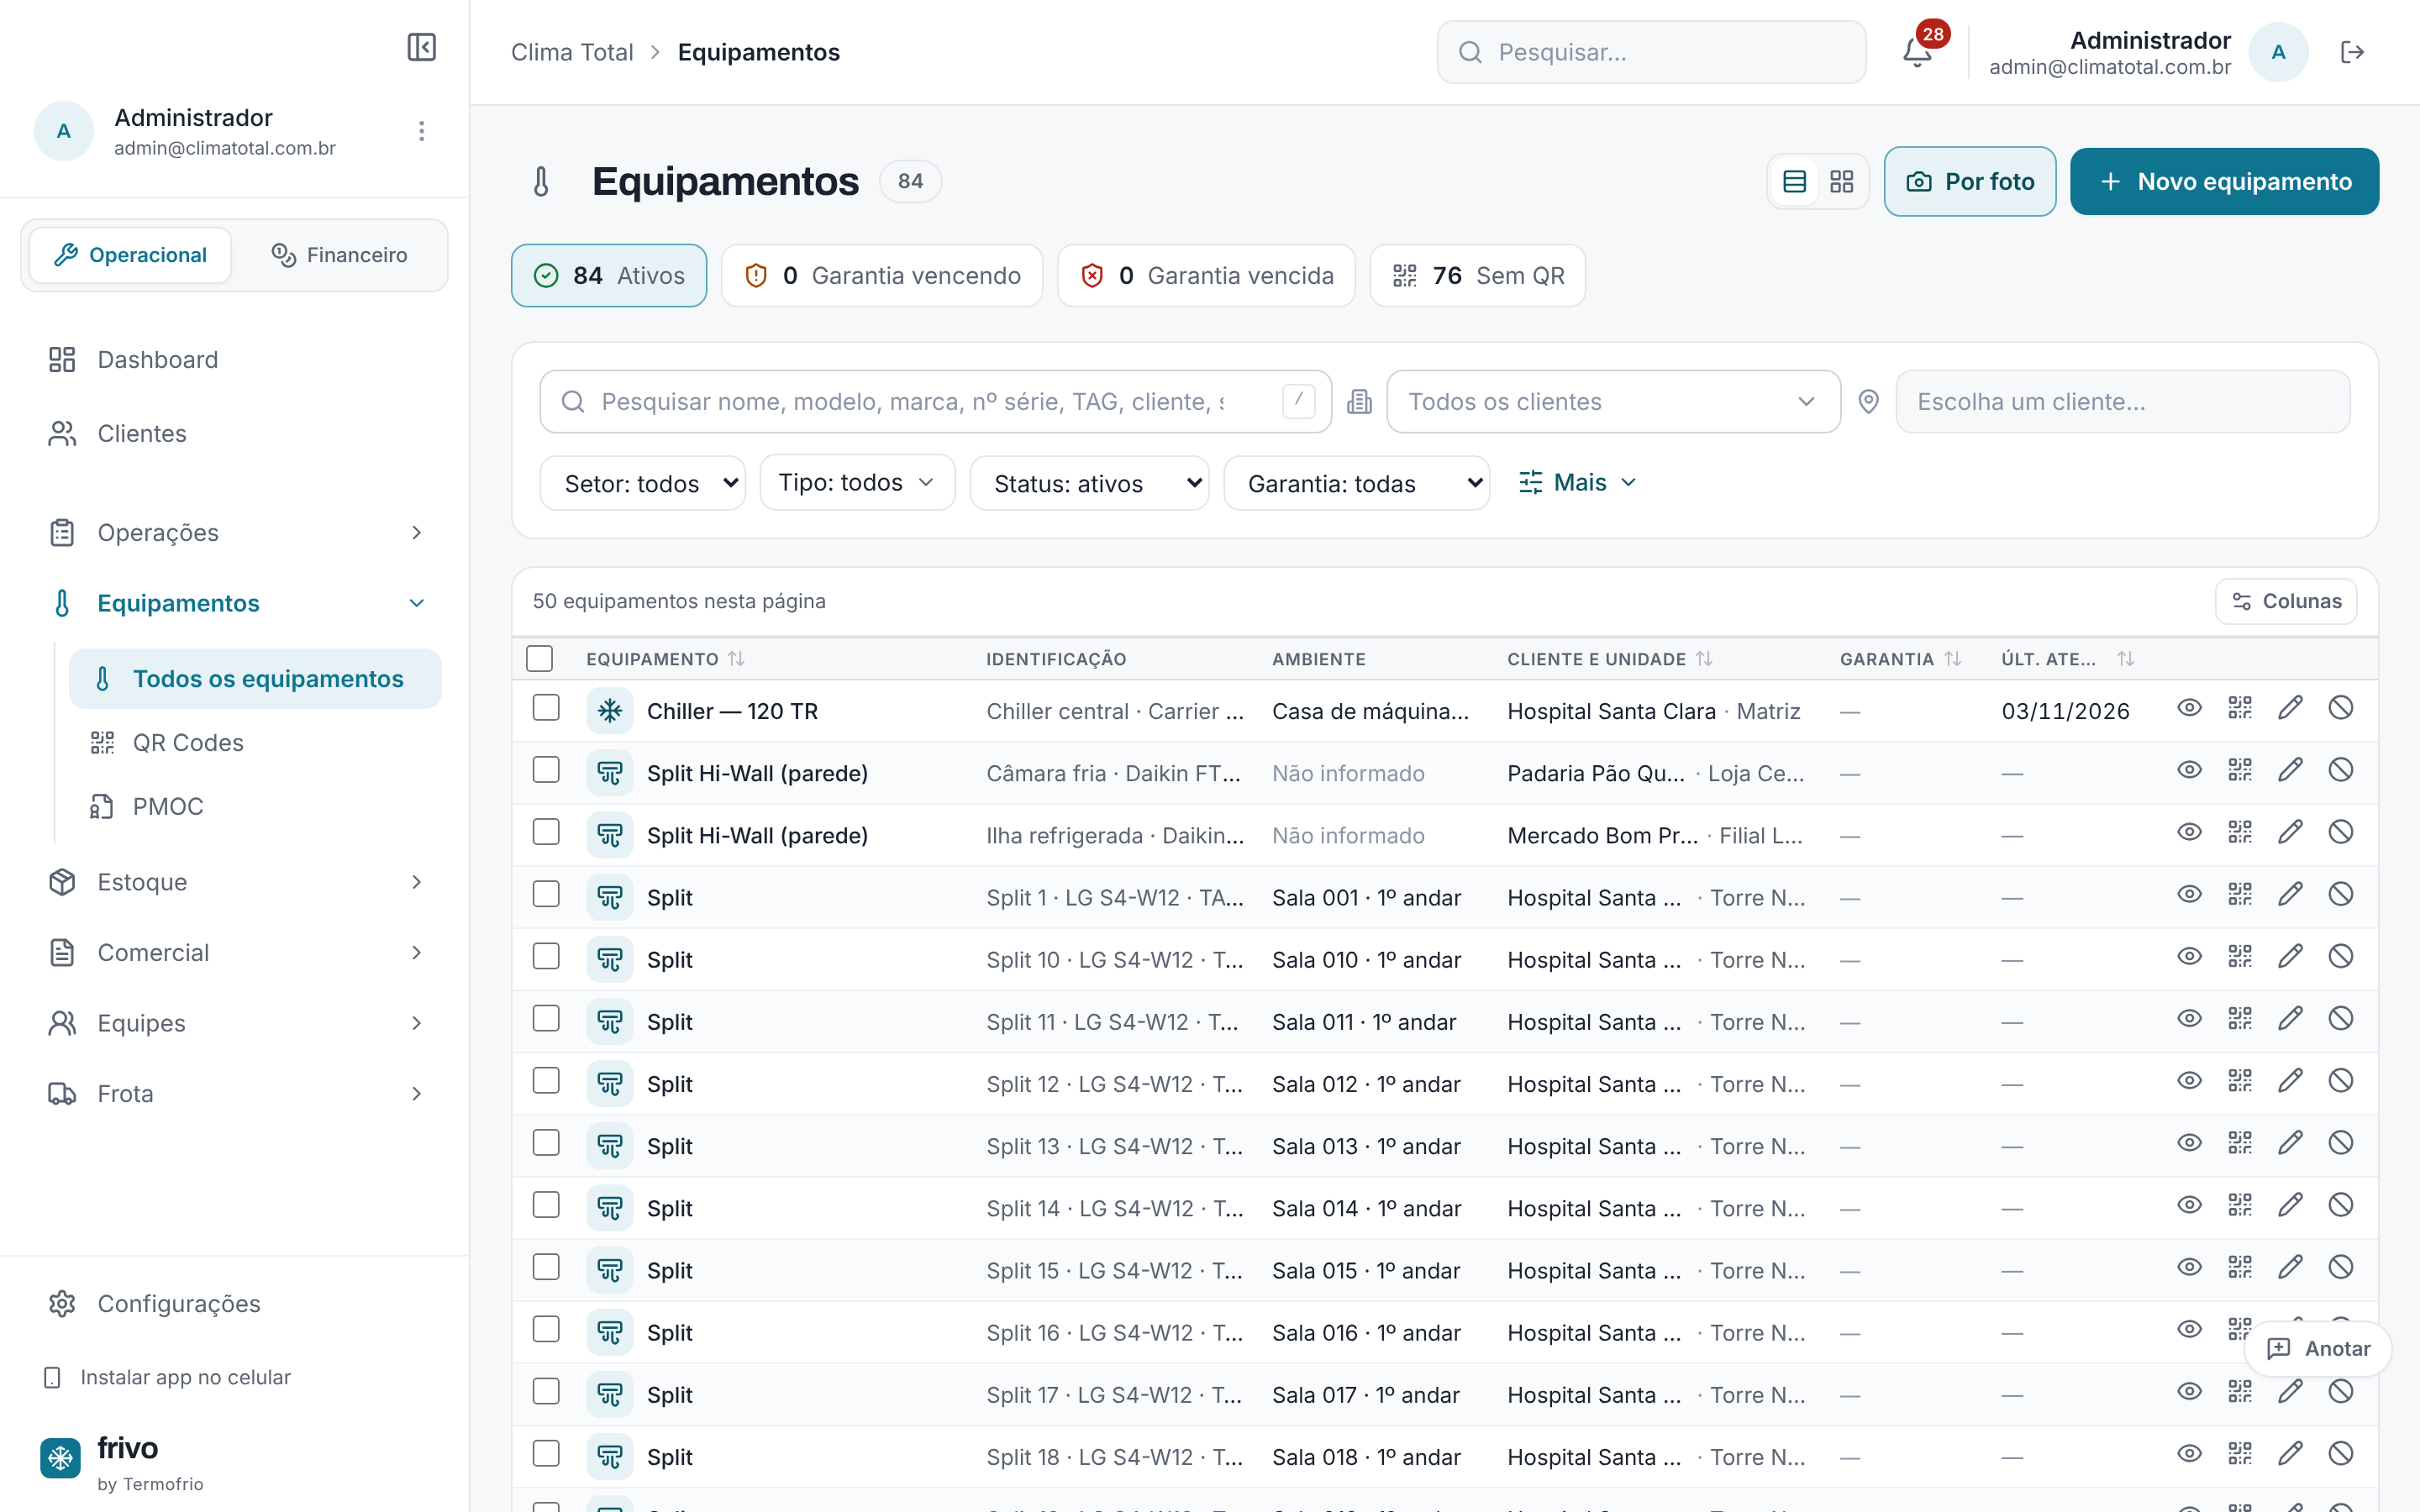 Administrador
admin@climatotal.com.br
A
Operacional
Financeiro
Dashboard
Clientes
Operações
Equipamentos
Todos os equipamentos
QR Codes
PMOC
Estoque
Comercial
Equipes
Frota
Configurações
Instalar app no celular
frivo
by Termofrio
Clima Total > Equipamentos
Pesquisar...
28
Administrador
admin@climatotal.com.br
A
Equipamentos 84
Por foto
+ Novo equipamento
84 Ativos
0 Garantia vencendo
0 Garantia vencida
76 Sem QR
Pesquisar nome, modelo, marca, nº série, TAG, cliente, /
Todos os clientes
Escolha um cliente...
Setor: todos
Tipo: todos
Status: ativos
Garantia: todas
Mais
50 equipamentos nesta página
Colunas
EQUIPAMENTO IDENTIFICAÇÃO AMBIENTE CLIENTE E UNIDADE GARANTIA ÚLT. ATE...
Chiller — 120 TR Chiller central · Carrier ... Casa de máquina... Hospital Santa Clara · Matriz — 03/11/2026
Split Hi-Wall (parede) Câmara fria · Daikin FT... Não informado Padaria Pão Qu... · Loja Ce... — —
Split Hi-Wall (parede) Ilha refrigerada · Daikin... Não informado Mercado Bom Pr... · Filial L... — —
Split Split 1 · LG S4-W12 · TA... Sala 001 · 1º andar Hospital Santa ... · Torre N... — —
Split Split 10 · LG S4-W12 · T... Sala 010 · 1º andar Hospital Santa ... · Torre N... — —
Split Split 11 · LG S4-W12 · T... Sala 011 · 1º andar Hospital Santa ... · Torre N... — —
Split Split 12 · LG S4-W12 · T... Sala 012 · 1º andar Hospital Santa ... · Torre N... — —
Split Split 13 · LG S4-W12 · T... Sala 013 · 1º andar Hospital Santa ... · Torre N... — —
Split Split 14 · LG S4-W12 · T... Sala 014 · 1º andar Hospital Santa ... · Torre N... — —
Split Split 15 · LG S4-W12 · T... Sala 015 · 1º andar Hospital Santa ... · Torre N... — —
Split Split 16 · LG S4-W12 · T... Sala 016 · 1º andar Hospital Santa ... · Torre N... — —
Anotar
Split Split 17 · LG S4-W12 · T... Sala 017 · 1º andar Hospital Santa ... · Torre N... — —
Split Split 18 · LG S4-W12 · T... Sala 018 · 1º andar Hospital Santa ... · Torre N... — —